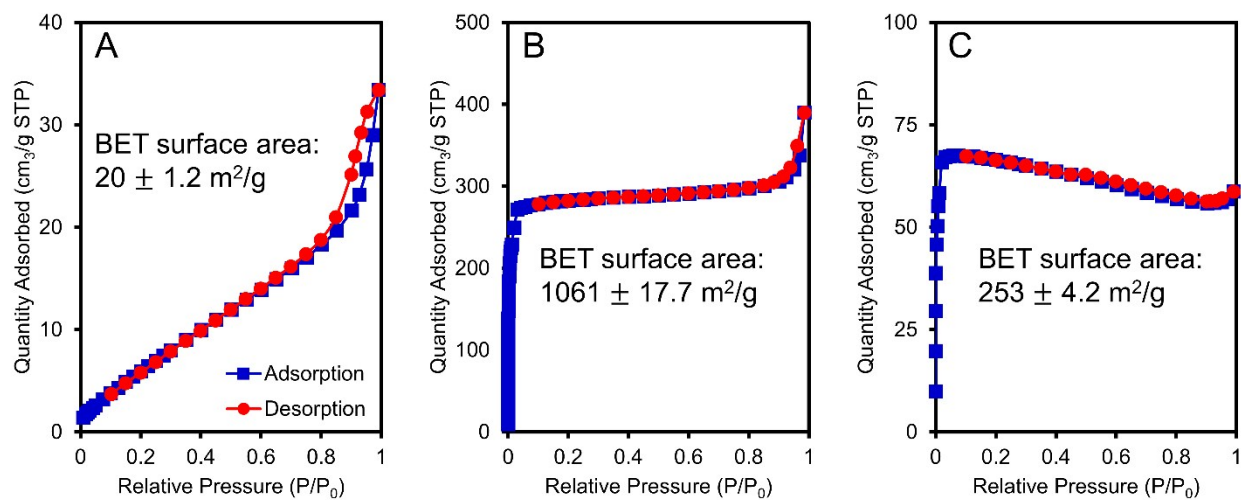 A
40
30
20
10
0
Quantity Adsorbed (cm₃/g STP)
BET surface area:
20 ± 1.2 m²/g
Adsorption
Desorption
0 0.2 0.4 0.6 0.8 1
Relative Pressure (P/P₀)
B
500
400
300
200
100
0
Quantity Adsorbed (cm₃/g STP)
BET surface area:
1061 ± 17.7 m²/g
0 0.2 0.4 0.6 0.8 1
Relative Pressure (P/P₀)
C
100
75
50
25
0
Quantity Adsorbed (cm₃/g STP)
BET surface area:
253 ± 4.2 m²/g
0 0.2 0.4 0.6 0.8 1
Relative Pressure (P/P₀)